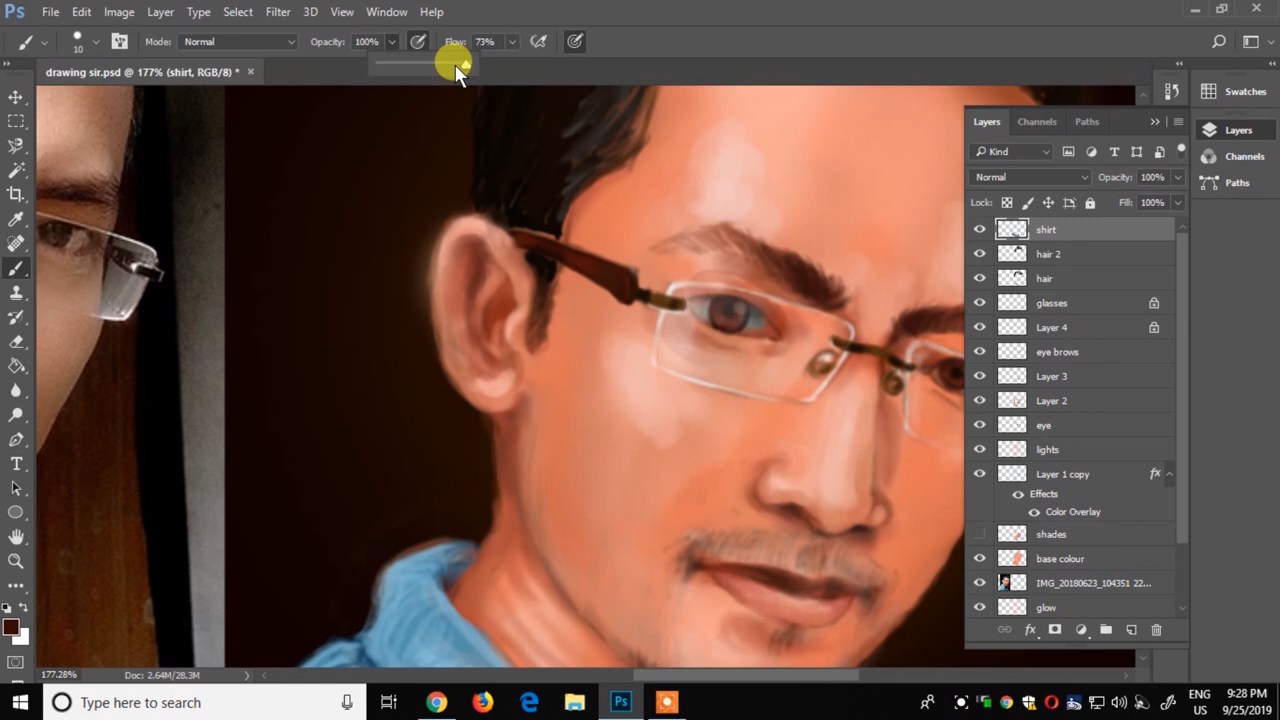 Ps File Edit Image Layer Type Select Filter 3D View Window Help
10 Mode: Normal Opacity: 100% Flow: 73%
drawing sir.psd @ 177% (shirt, RGB/8) * ×
Layers Channels Paths
Kind
Normal Opacity: 100%
Lock: Fill: 100%
shirt
hair 2
hair
glasses
Layer 4
eye brows
Layer 3
Layer 2
eye
lights
Layer 1 copy fx
Effects
Color Overlay
shades
base colour
IMG_20180623_104351 22...
glow
fx
Swatches
Layers
Channels
Paths
177.28% Doc: 2.64M/28.3M
Type here to search
Ps
ENG
US
9:28 PM
9/25/2019